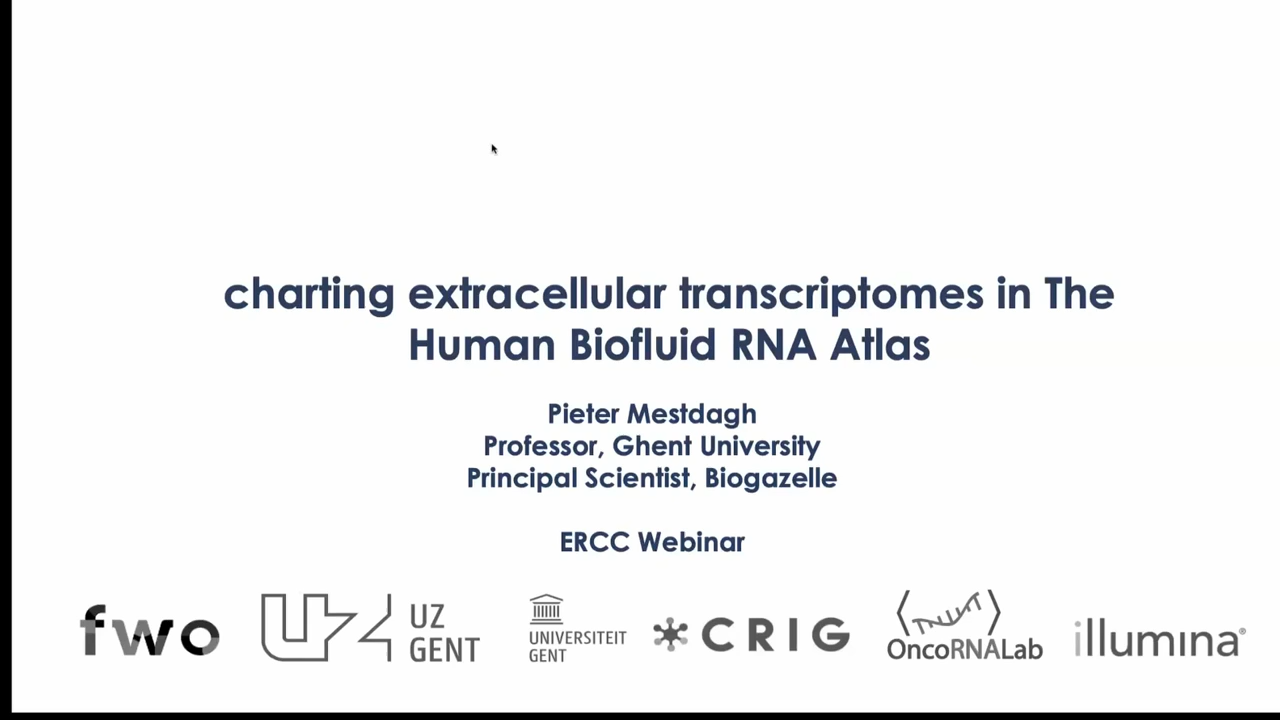 charting extracellular transcriptomes in The
Human Biofluid RNA Atlas
Pieter Mestdagh
Professor, Ghent University
Principal Scientist, Biogazelle
ERCC Webinar
fwo
UZ
GENT
UNIVERSITEIT
GENT
CRIG
OncoRNALab
illumina®